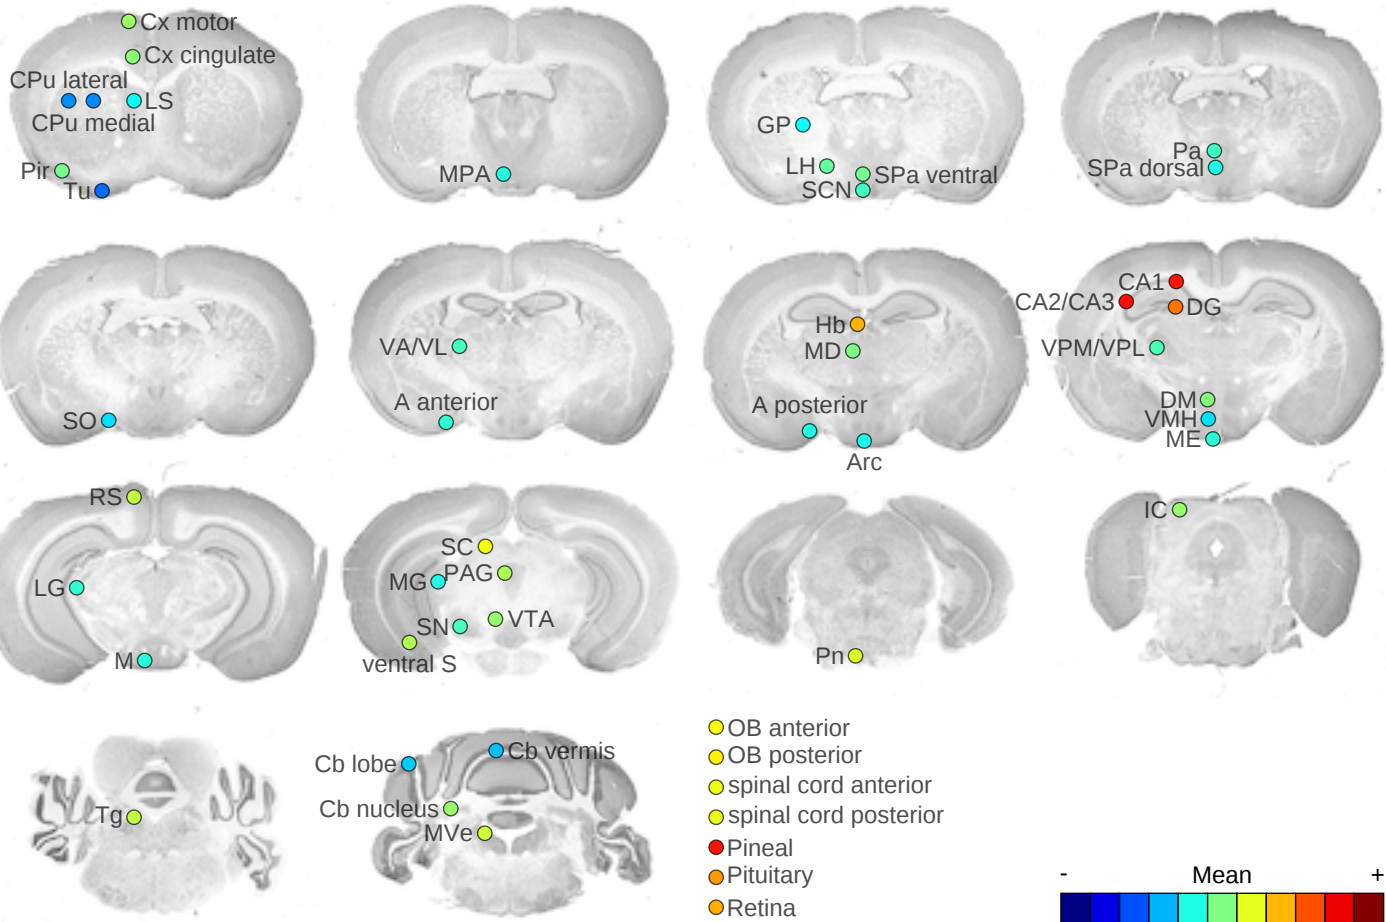 Cx motor
Cx cingulate
CPu lateral
LS
CPu medial
Pir
Tu
MPA
GP
LH
SPa ventral
SCN
Pa
SPa dorsal
SO
VA/VL
A anterior
Hb
MD
A posterior
Arc
CA1
CA2/CA3
DG
VPM/VPL
DM
VMH
ME
RS
LG
M
SC
MG
PAG
SN
VTA
ventral S
Pn
IC
Tg
Cb lobe
Cb vermis
Cb nucleus
MVe
OB anterior
OB posterior
spinal cord anterior
spinal cord posterior
Pineal
Pituitary
Retina
- Mean +